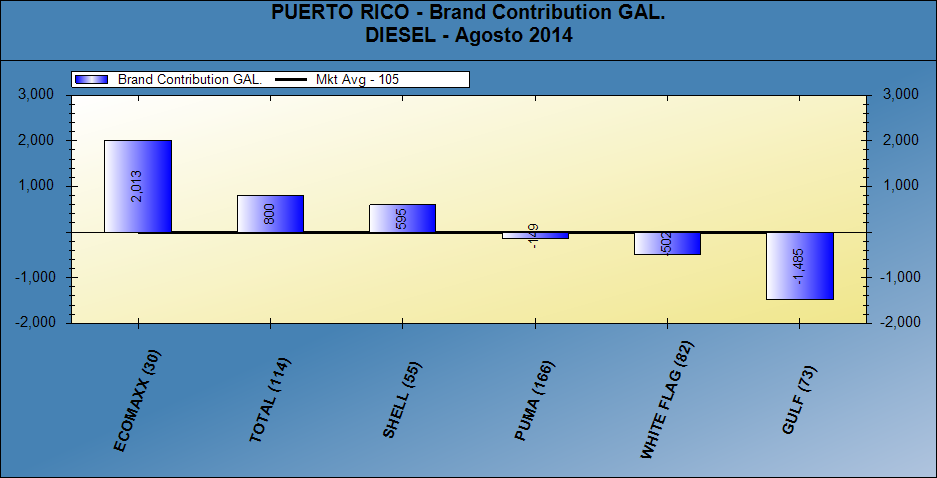 PUERTO RICO - Brand Contribution GAL.
DIESEL - Agosto 2014
Brand Contribution GAL. Mkt Avg - 105
3,000 3,000
2,000 2,000
1,000 1,000
-1,000 -1,000
-2,000 -2,000
2,013 800 595 -149 -502 -1,485
ECOMAXX (30)
TOTAL (114)
SHELL (55)
PUMA (166)
WHITE FLAG (82)
GULF (73)